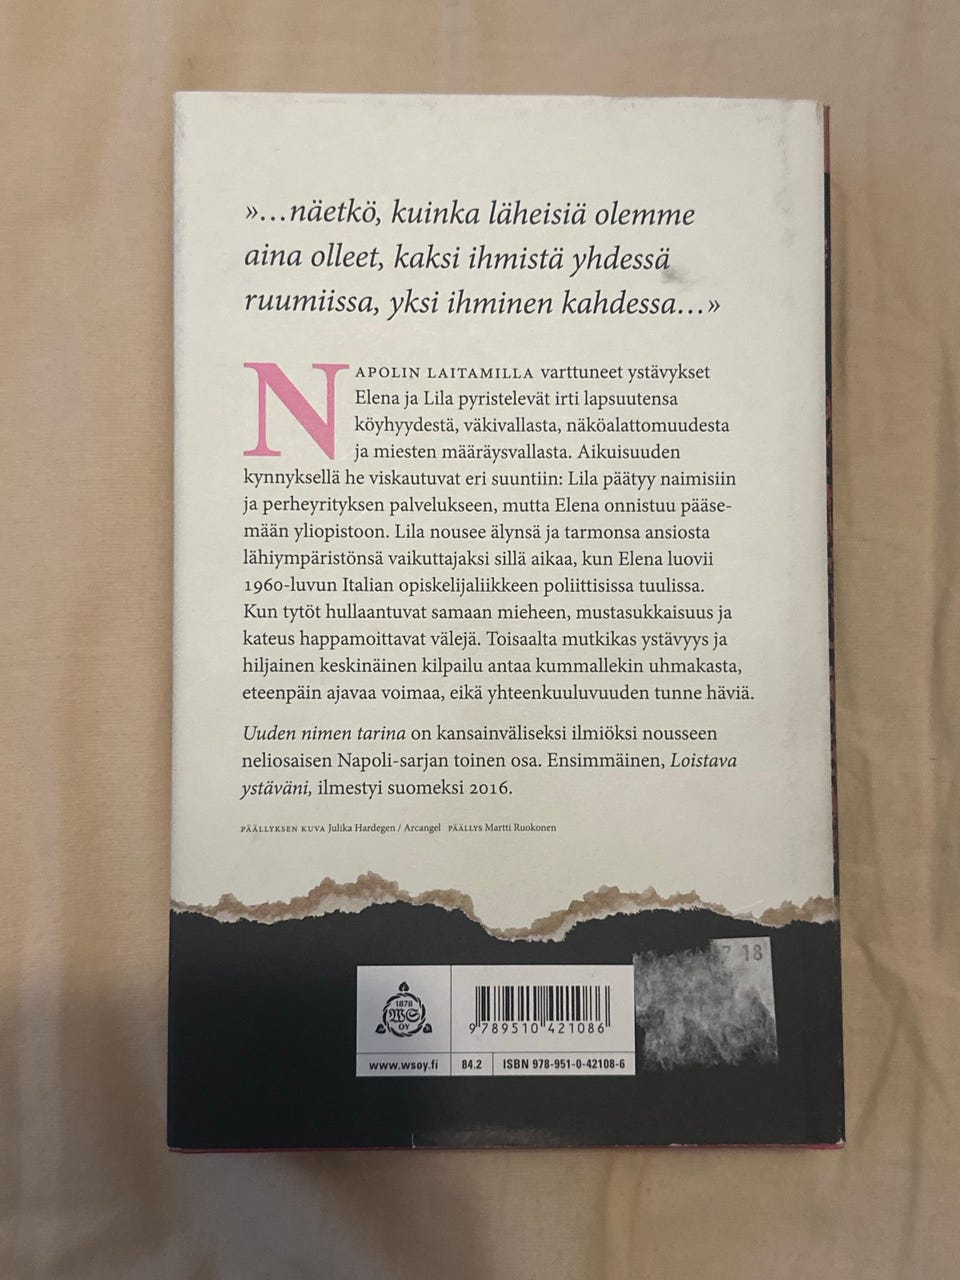 »…näetkö, kuinka läheisiä olemme
aina olleet, kaksi ihmistä yhdessä
ruumiissa, yksi ihminen kahdessa…»
NAPOLIN LAITAMILLA varttuneet ystävykset
Elena ja Lila pyristelevät irti lapsuutensa
köyhyydestä, väkivallasta, näköalattomuudesta
ja miesten määräysvallasta. Aikuisuuden
kynnyksellä he viskautuvat eri suuntiin: Lila päätyy naimisiin
ja perheyrityksen palvelukseen, mutta Elena onnistuu pääse-
mään yliopistoon. Lila nousee älynsä ja tarmonsa ansiosta
lähiympäristönsä vaikuttajaksi sillä aikaa, kun Elena luovii
1960-luvun Italian opiskelijaliikkeen poliittisissa tuulissa.
Kun tytöt hullaantuvat samaan mieheen, mustasukkaisuus ja
kateus happamoittavat välejä. Toisaalta mutkikas ystävyys ja
hiljainen keskinäinen kilpailu antaa kummallekin uhmakasta,
eteenpäin ajavaa voimaa, eikä yhteenkuuluvuuden tunne häviä.
Uuden nimen tarina on kansainväliseksi ilmiöksi nousseen
neliosaisen Napoli-sarjan toinen osa. Ensimmäinen, Loistava
ystäväni, ilmestyi suomeksi 2016.
PÄÄLLYKSEN KUVA Julika Hardegen / Arcangel PÄÄLLYS Martti Ruokonen
18
1878
WS
OY
9 789510 421086
www.wsoy.fi 84.2 ISBN 978-951-0-42108-6